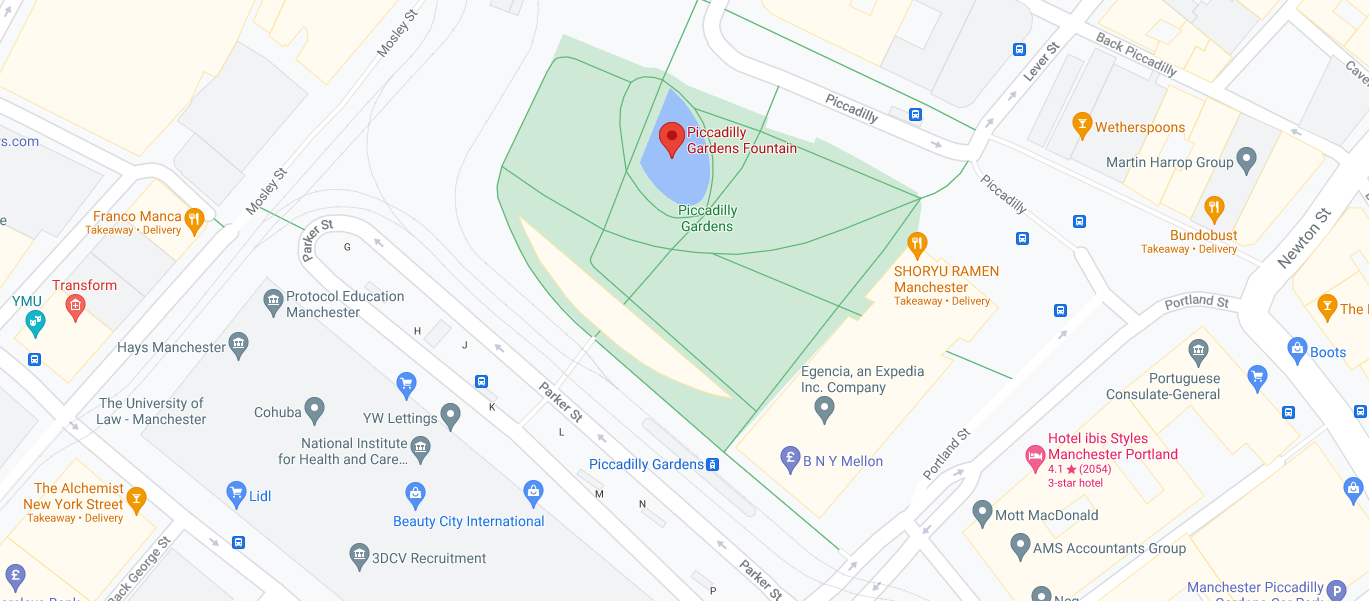 Mosley St
Back Piccadilly
Lever St
Piccadilly
Piccadilly
Gardens Fountain
Wetherspoons
s.com
Martin Harrop Group
Mosley St
Piccadilly
Franco Manca
Takeaway • Delivery
Piccadilly
Gardens
Parker St
G
Bundobust
Takeaway • Delivery
Newton St
SHORYU RAMEN
Manchester
Takeaway • Delivery
Transform
YMU
Protocol Education
Manchester
Portland St
The
H
J
Hays Manchester
Boots
Egencia, an Expedia
Inc. Company
Portuguese
Consulate-General
The University of
Law - Manchester
Cohuba
YW Lettings
K
Parker St
L
National Institute
for Health and Care...
Portland St
Hotel ibis Styles
Manchester Portland
4.1 ★ (2054)
3-star hotel
Piccadilly Gardens
£
B N Y Mellon
The Alchemist
New York Street
Takeaway • Delivery
Lidl
M
N
Beauty City International
Mott MacDonald
AMS Accountants Group
Back George St
3DCV Recruitment
Parker St
£
P
Manchester Piccadilly
Gardens Car Park
P